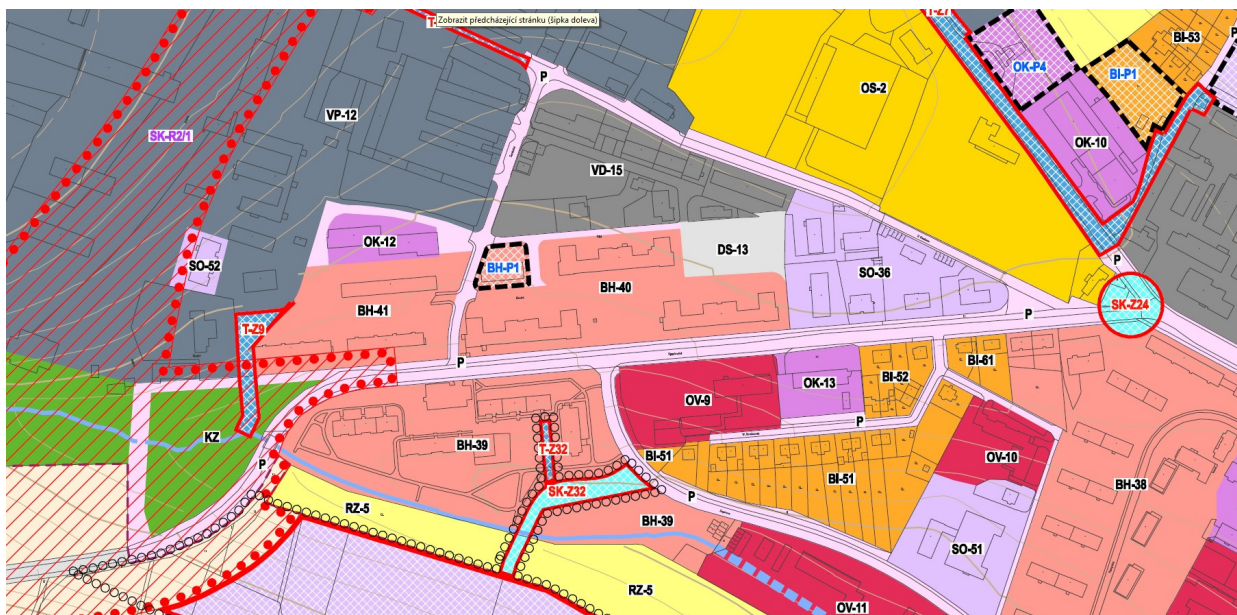 T-
Zobrazit předcházející stránku (šipka doleva)
T-Z7
BI-53
P
OK-P4
BI-P1
P
OS-2
VP-12
SK-R2/1
OK-10
VD-15
OK-12
DS-13
P
SO-52
BH-P1
SO-36
BH-40
SK-Z24
BH-41
P
T-Z9
P
BI-61
OK-13
BI-52
OV-9
P
KZ
BH-39
T-Z32
BI-51
OV-10
P
BI-51
BH-38
SK-Z32
P
RZ-5
BH-39
SO-51
RZ-5
OV-11